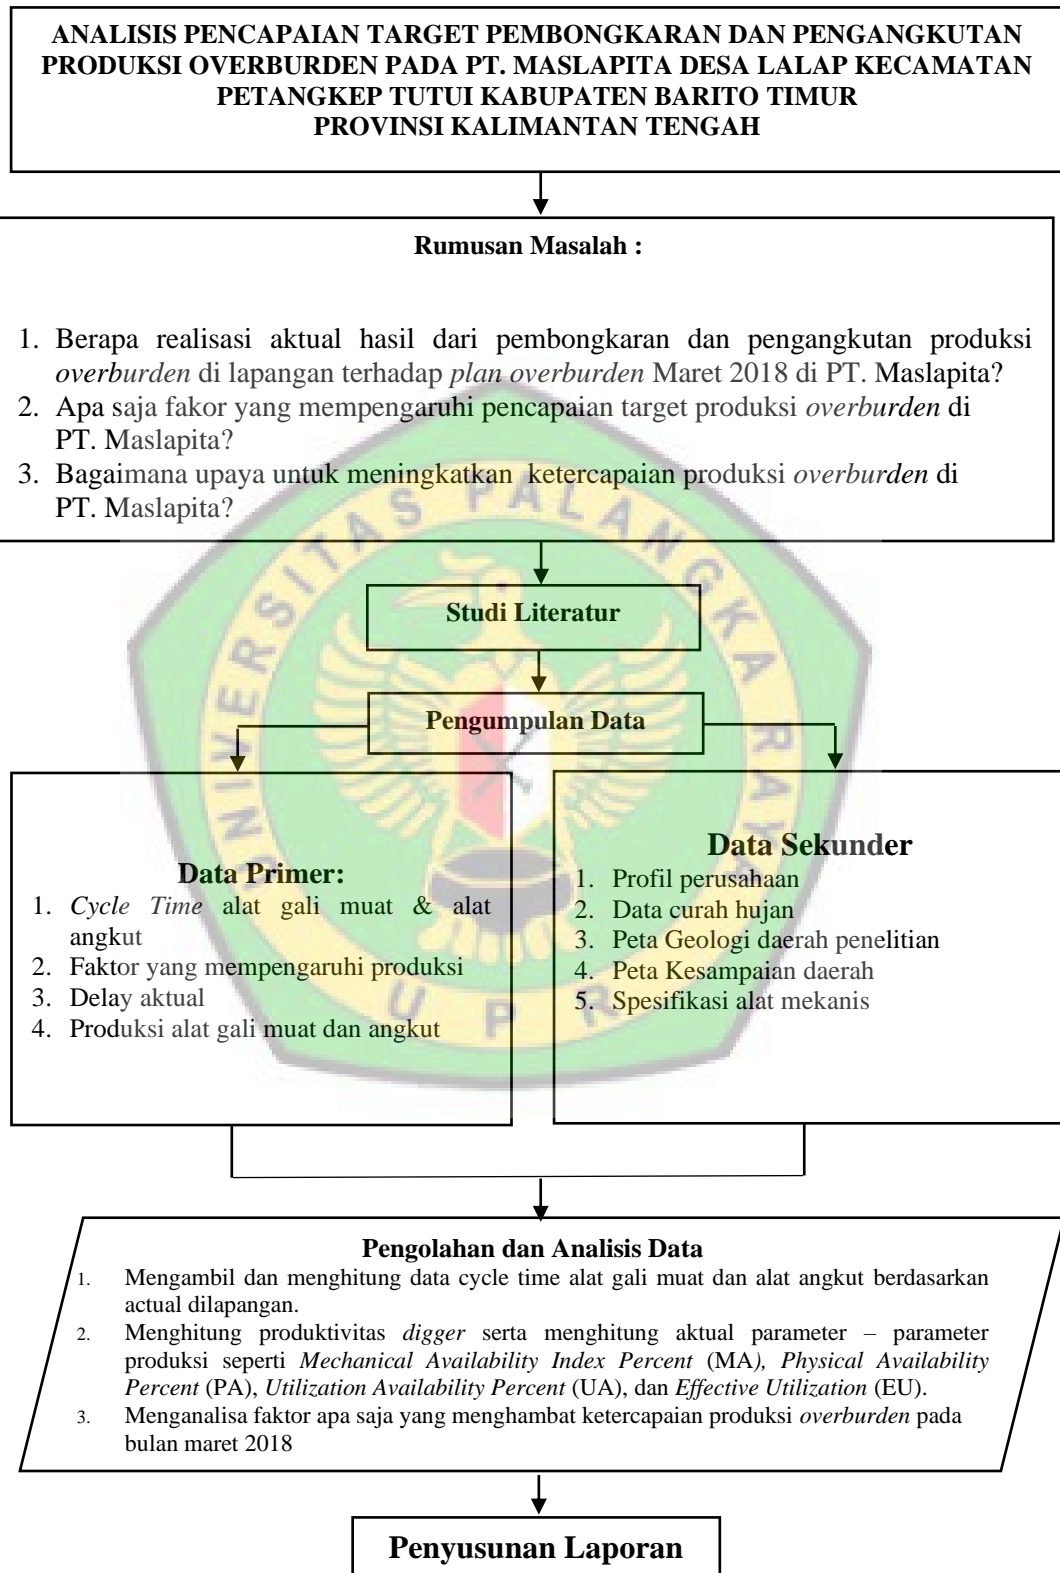 ANALISIS PENCAPAIAN TARGET PEMBONGKARAN DAN PENGANGKUTAN
PRODUKSI OVERBURDEN PADA PT. MASLAPITA DESA LALAP KECAMATAN
PETANGKEP TUTUI KABUPATEN BARITO TIMUR
PROVINSI KALIMANTAN TENGAH
Rumusan Masalah :
1. Berapa realisasi aktual hasil dari pembongkaran dan pengangkutan produksi
overburden di lapangan terhadap plan overburden Maret 2018 di PT. Maslapita?
2. Apa saja fakor yang mempengaruhi pencapaian target produksi overburden di
PT. Maslapita?
3. Bagaimana upaya untuk meningkatkan ketercapaian produksi overburden di
PT. Maslapita?
UNIVERSITAS PALANGKA RAYA
Studi Literatur
Pengumpulan Data
Data Primer:
1. Cycle Time alat gali muat & alat
angkut
2. Faktor yang mempengaruhi produksi
3. Delay aktual
4. Produksi alat gali muat dan angkut
Data Sekunder
1. Profil perusahaan
2. Data curah hujan
3. Peta Geologi daerah penelitian
4. Peta Kesampaian daerah
5. Spesifikasi alat mekanis
U P R
Pengolahan dan Analisis Data
1. Mengambil dan menghitung data cycle time alat gali muat dan alat angkut berdasarkan
actual dilapangan.
2. Menghitung produktivitas digger serta menghitung aktual parameter – parameter
produksi seperti Mechanical Availability Index Percent (MA), Physical Availability
Percent (PA), Utilization Availability Percent (UA), dan Effective Utilization (EU).
3. Menganalisa faktor apa saja yang menghambat ketercapaian produksi overburden pada
bulan maret 2018
Penyusunan Laporan